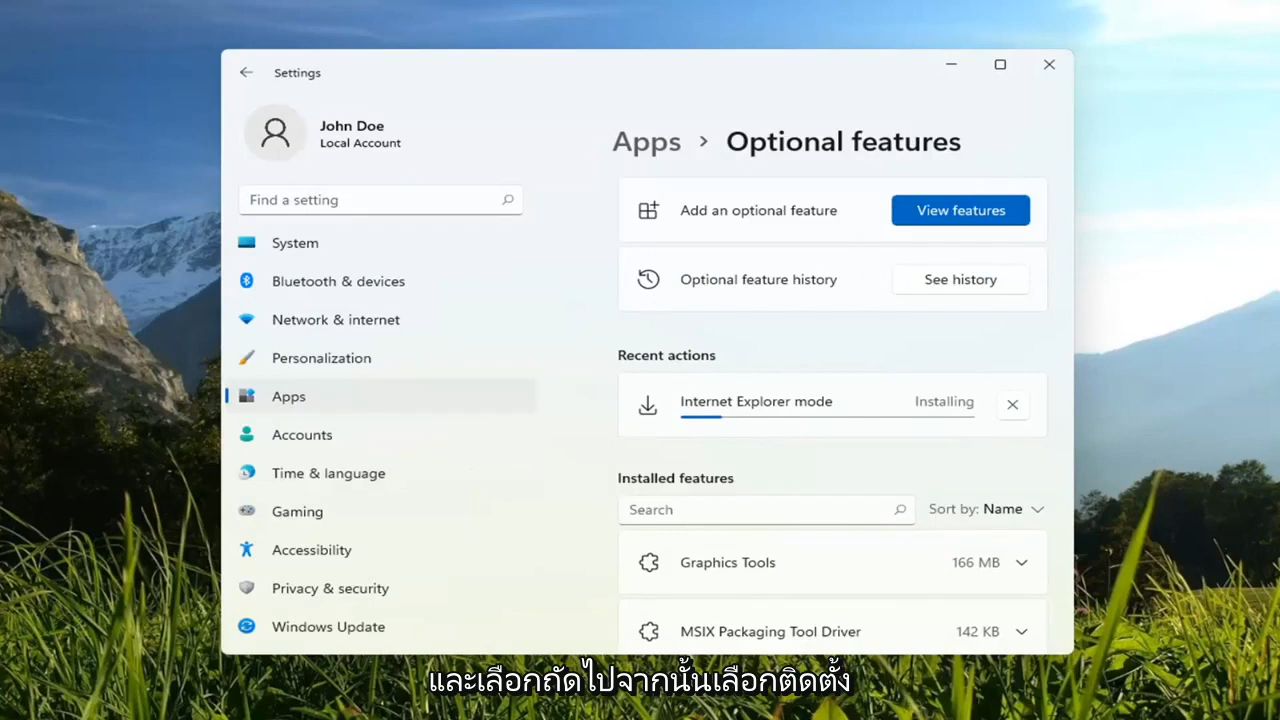 Settings
John Doe
Local Account
Find a setting
System
Bluetooth & devices
Network & internet
Personalization
Apps
Accounts
Time & language
Gaming
Accessibility
Privacy & security
Windows Update
Apps › Optional features
Add an optional feature View features
Optional feature history See history
Recent actions
Internet Explorer mode Installing
Installed features
Search Sort by: Name
Graphics Tools 166 MB
MSIX Packaging Tool Driver 142 KB
และเลือกถัดไปจากนั้นเลือกติดตั้ง